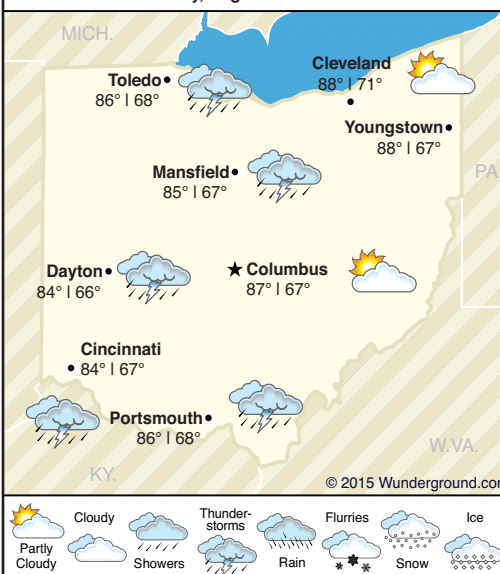 MICH.
Cleveland
88° | 71°
Toledo
86° | 68°
Youngstown
88° | 67°
Mansfield
85° | 67°
PA.
Dayton
84° | 66°
Columbus
87° | 67°
Cincinnati
84° | 67°
Portsmouth
86° | 68°
W.VA.
KY.
© 2015 Wunderground.com
Partly
Cloudy
Cloudy
Showers
Thunder-
storms
Rain
Flurries
Snow
Ice